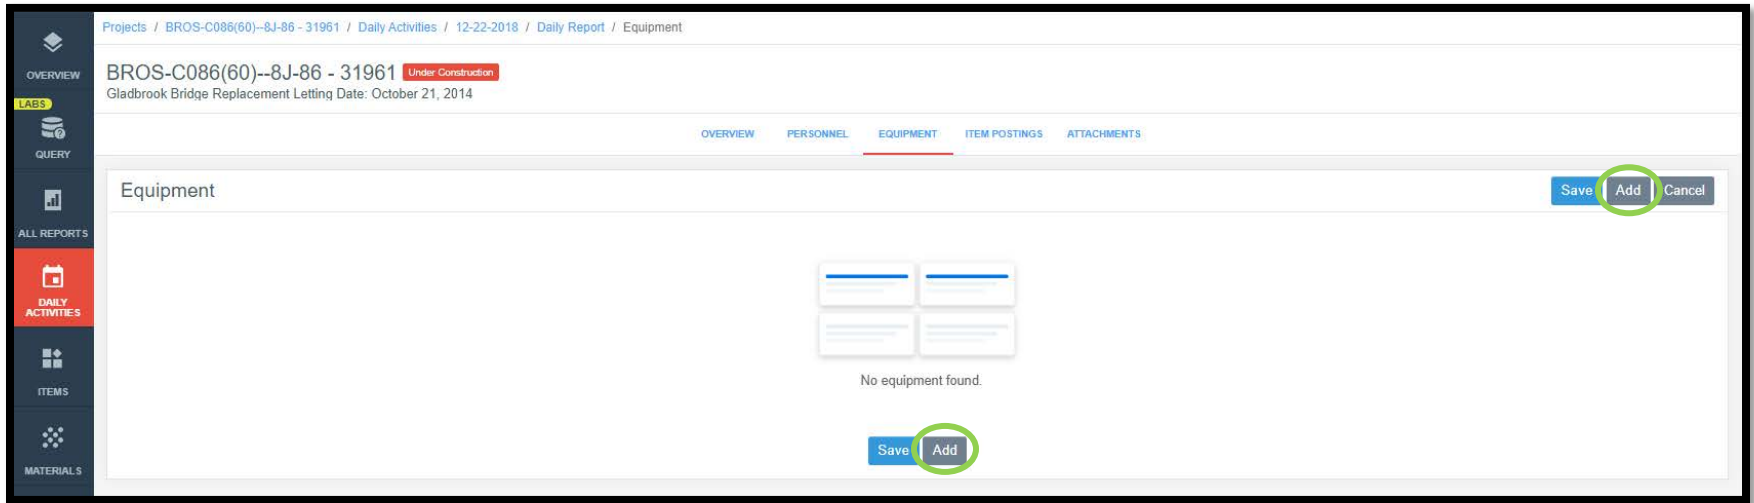 Projects / BROS-C086(60)--8J-86 - 31961 / Daily Activities / 12-22-2018 / Daily Report / Equipment
OVERVIEW
BROS-C086(60)--8J-86 - 31961 Under Construction
Gladbrook Bridge Replacement Letting Date: October 21, 2014
LABS
QUERY
OVERVIEW PERSONNEL EQUIPMENT ITEM POSTINGS ATTACHMENTS
Equipment
Save Add Cancel
ALL REPORTS
DAILY
ACTIVITIES
No equipment found.
ITEMS
Save Add
MATERIALS